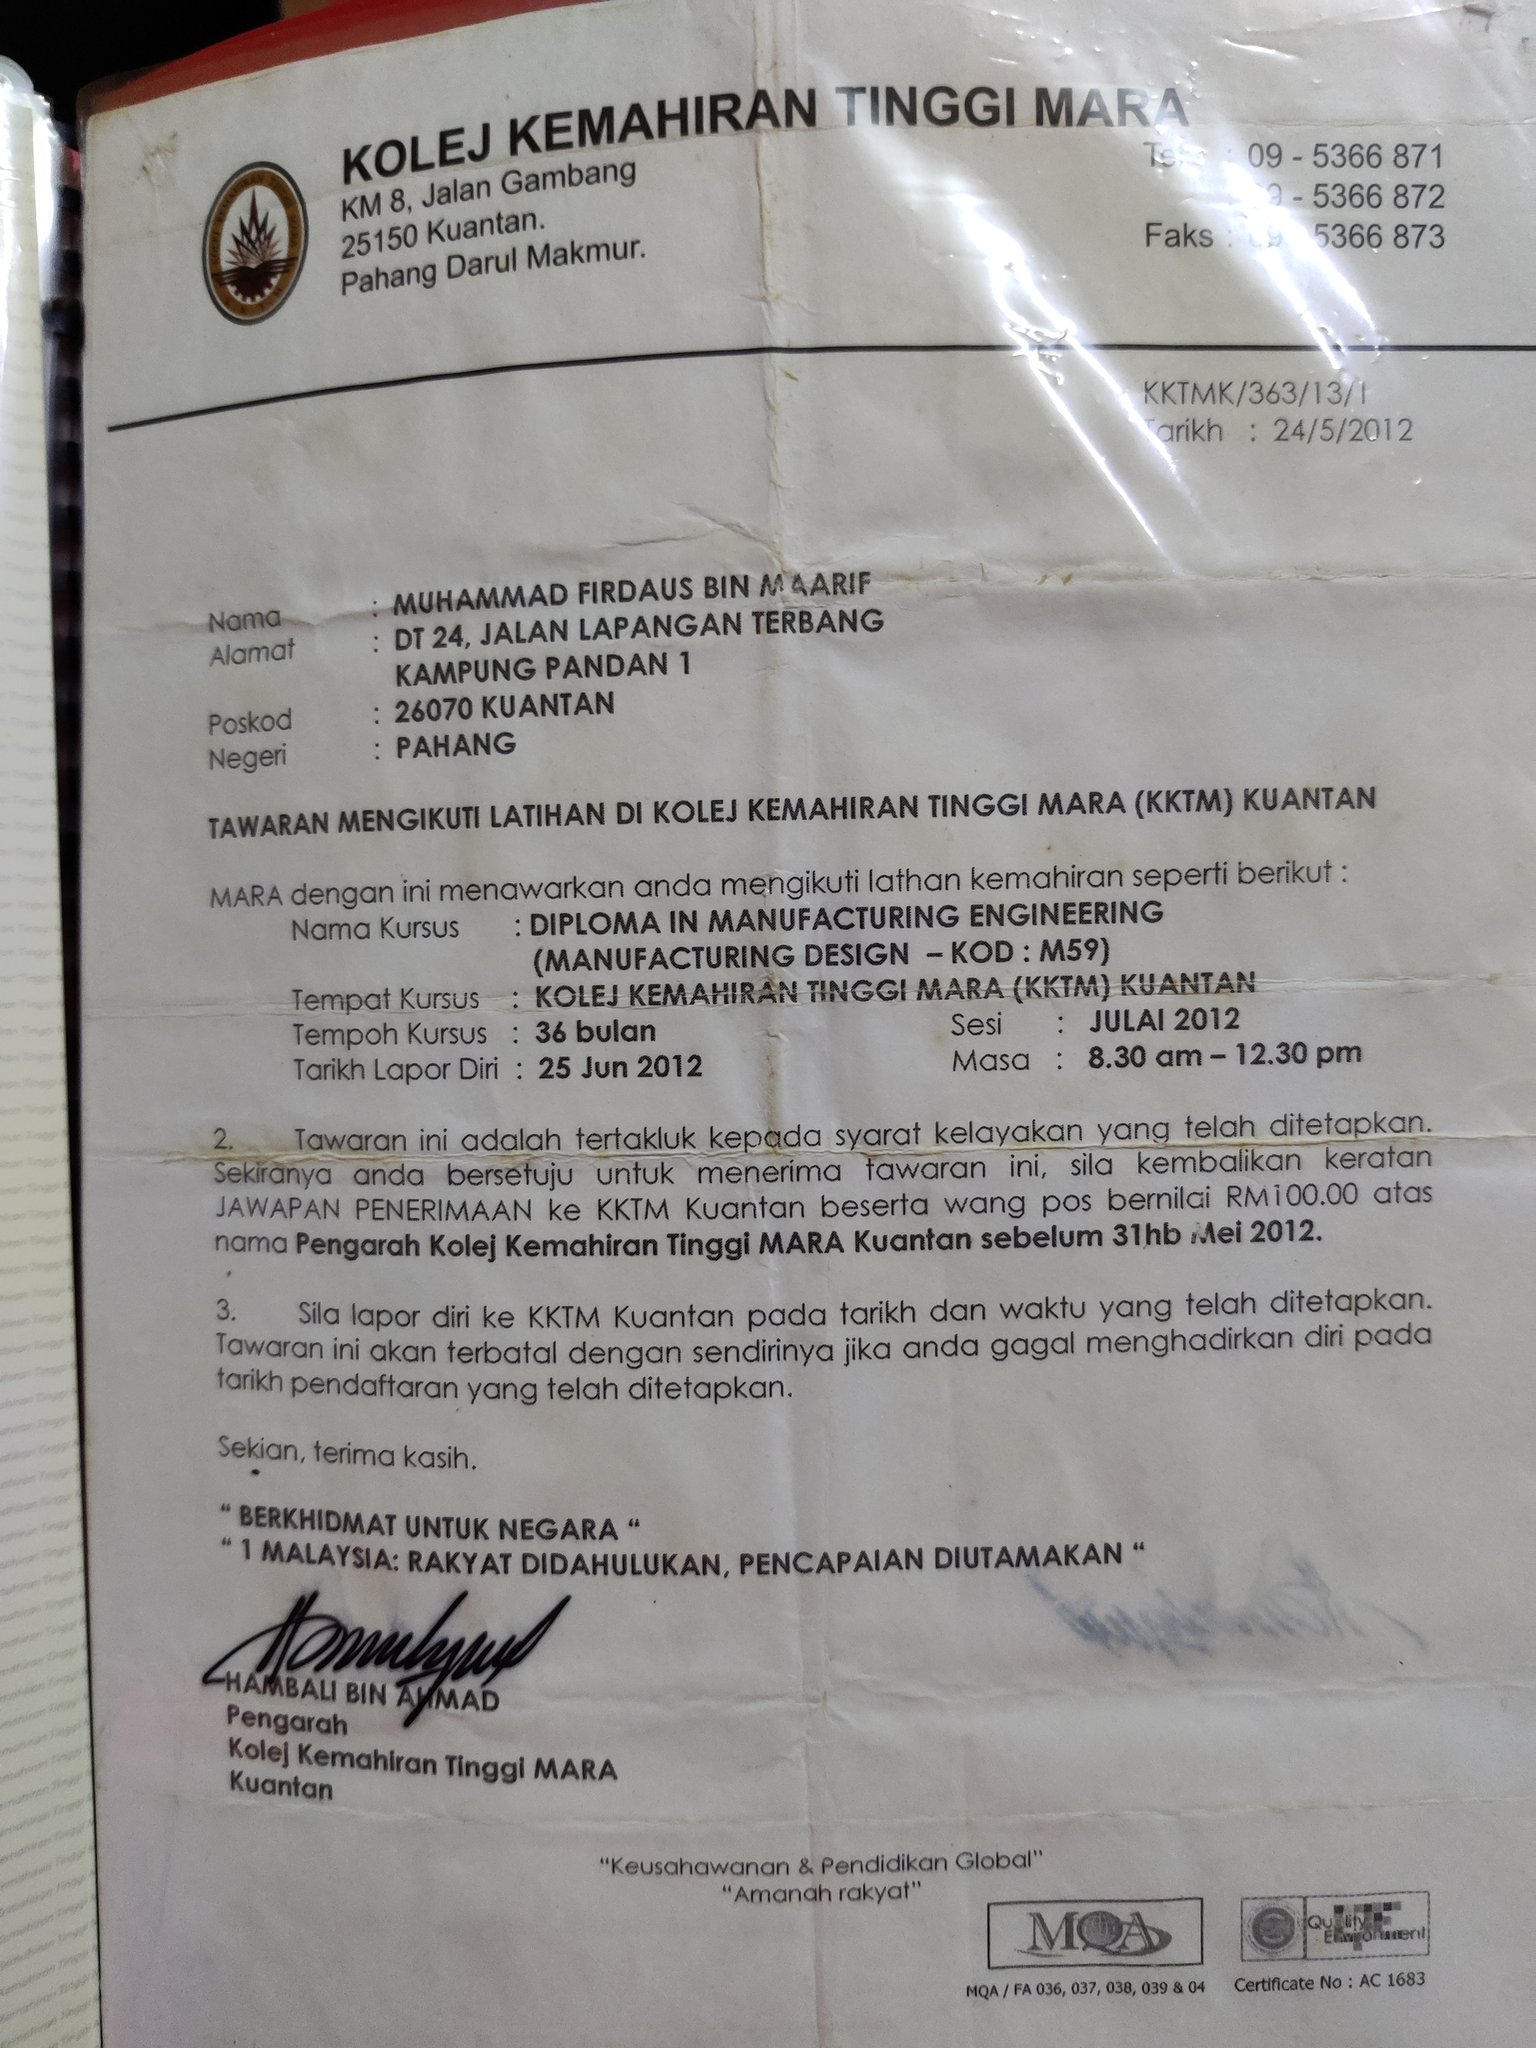 KOLEJ KEMAHIRAN TINGGI MARA
KM 8, Jalan Gambang
25150 Kuantan.
Pahang Darul Makmur.
: 09 - 5366 871
- 5366 872
Faks : 09 - 5366 873
KKTMK/363/13/1
Tarikh : 24/5/2012
Nama : MUHAMMAD FIRDAUS BIN MAARIF
Alamat : DT 24, JALAN LAPANGAN TERBANG
KAMPUNG PANDAN 1
Poskod : 26070 KUANTAN
Negeri : PAHANG
TAWARAN MENGIKUTI LATIHAN DI KOLEJ KEMAHIRAN TINGGI MARA (KKTM) KUANTAN
MARA dengan ini menawarkan anda mengikuti lathan kemahiran seperti berikut :
Nama Kursus : DIPLOMA IN MANUFACTURING ENGINEERING
(MANUFACTURING DESIGN – KOD : M59)
Tempat Kursus : KOLEJ KEMAHIRAN TINGGI MARA (KKTM) KUANTAN
Tempoh Kursus : 36 bulan Sesi : JULAI 2012
Tarikh Lapor Diri : 25 Jun 2012 Masa : 8.30 am – 12.30 pm
2. Tawaran ini adalah tertakluk kepada syarat kelayakan yang telah ditetapkan.
Sekiranya anda bersetuju untuk menerima tawaran ini, sila kembalikan keratan
JAWAPAN PENERIMAAN ke KKTM Kuantan beserta wang pos bernilai RM100.00 atas
nama Pengarah Kolej Kemahiran Tinggi MARA Kuantan sebelum 31hb Mei 2012.
3. Sila lapor diri ke KKTM Kuantan pada tarikh dan waktu yang telah ditetapkan.
Tawaran ini akan terbatal dengan sendirinya jika anda gagal menghadirkan diri pada
tarikh pendaftaran yang telah ditetapkan.
Sekian, terima kasih.
“ BERKHIDMAT UNTUK NEGARA “
“ 1 MALAYSIA: RAKYAT DIDAHULUKAN, PENCAPAIAN DIUTAMAKAN “
HAMBALI BIN AHMAD
Pengarah
Kolej Kemahiran Tinggi MARA
Kuantan
“Keusahawanan & Pendidikan Global”
“Amanah rakyat”
MQA
Quality
Environment
MQA / FA 036, 037, 038, 039 & 04
Certificate No : AC 1683